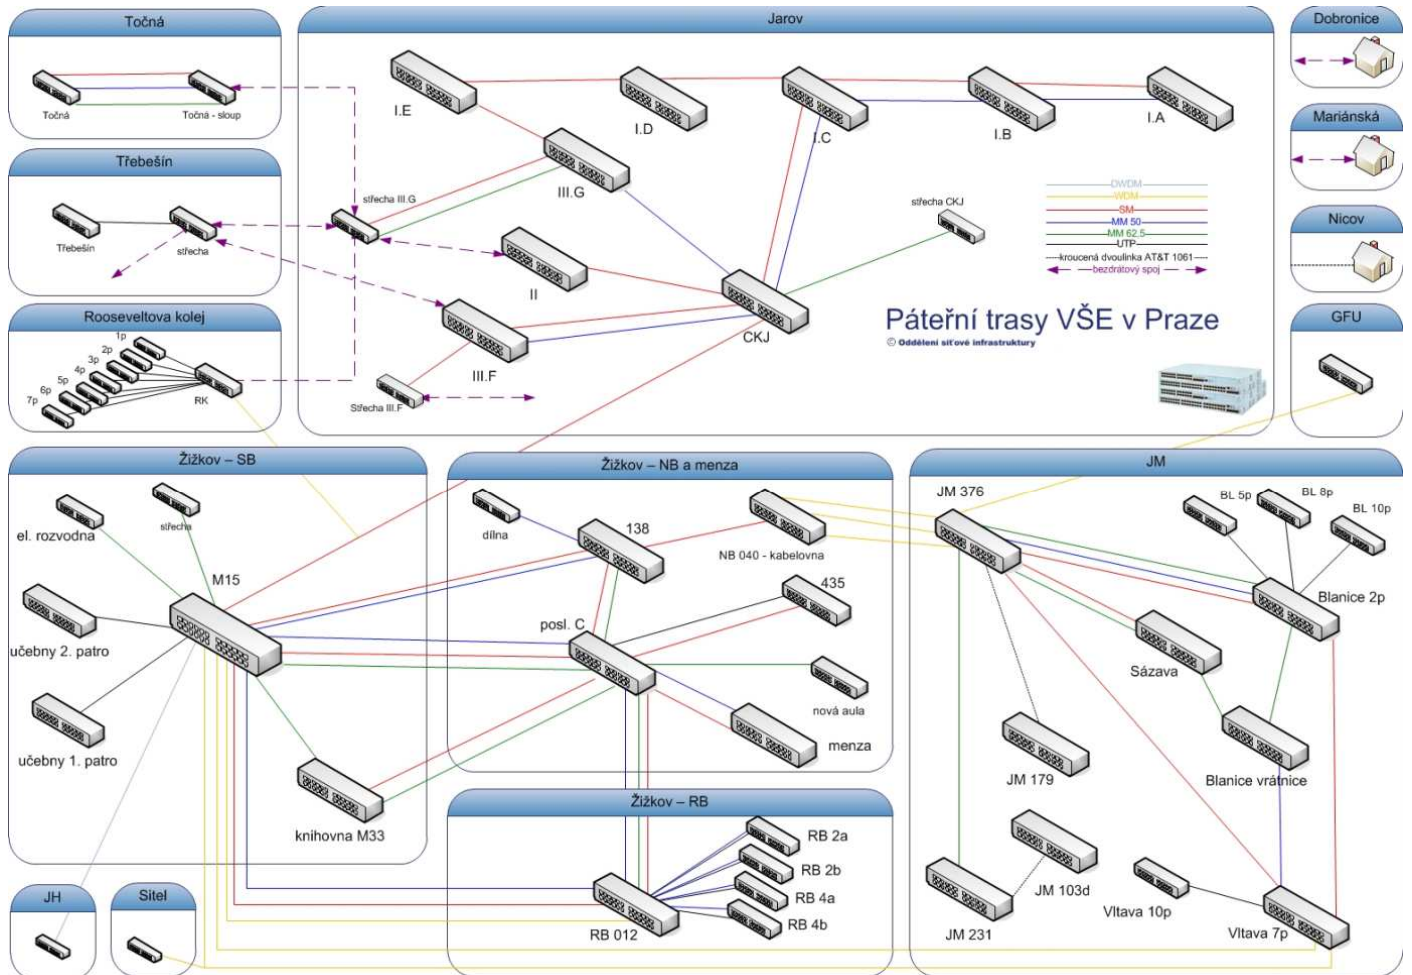 Točná
Točná
Točná - sloup
Třebešín
Třebešín
střecha
Rooseveltova kolej
1p
2p
3p
4p
5p
6p
7p
RK
Jarov
I.E
I.D
I.C
I.B
I.A
III.G
střecha III.G
II
III.F
Střecha III.F
CKJ
střecha CKJ
DWDM
WDM
SM
MM 50
MM 62.5
UTP
kroucená dvoulinka AT&T 1061
bezdrátový spoj
Páteřní trasy VŠE v Praze
© Oddělení síťové infrastruktury
Dobronice
Mariánská
Nicov
GFU
Žižkov – SB
el. rozvodna
střecha
M15
učebny 2. patro
učebny 1. patro
knihovna M33
Žižkov – NB a menza
dílna
138
NB 040 - kabelovna
435
posl. C
nová aula
menza
JM
JM 376
BL 5p
BL 8p
BL 10p
Blanice 2p
Sázava
JM 179
Blanice vrátnice
JM 103d
JM 231
Vltava 10p
Vltava 7p
Žižkov – RB
RB 2a
RB 2b
RB 4a
RB 4b
RB 012
JH
Sitel